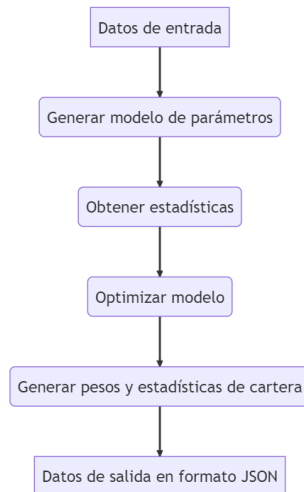 Datos de entrada
Generar modelo de parámetros
Obtener estadísticas
Optimizar modelo
Generar pesos y estadísticas de cartera
Datos de salida en formato JSON